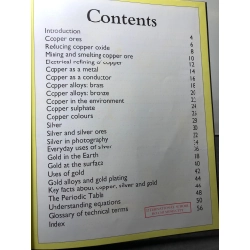 Contents
Introduction 4
Copper ores 6
Reducing copper oxide 8
Mixing and smelting copper ore 10
Electrical refining of copper 12
Copper as a metal 14
Copper as a conductor 16
Copper alloys: brass 18
Copper alloys: bronze 20
Copper in the environment 22
Copper sulphate
Copper colours
Silver 28
Silver and silver ores 30
Silver in photography 32
Everyday uses of silver
Gold in the Earth
Gold at the surface
Uses of gold 40
Gold alloys and gold plating 42
Key facts about copper, silver and gold 44
The Periodic Table 46
Understanding equations 48
Glossary of technical terms 50
Index 56